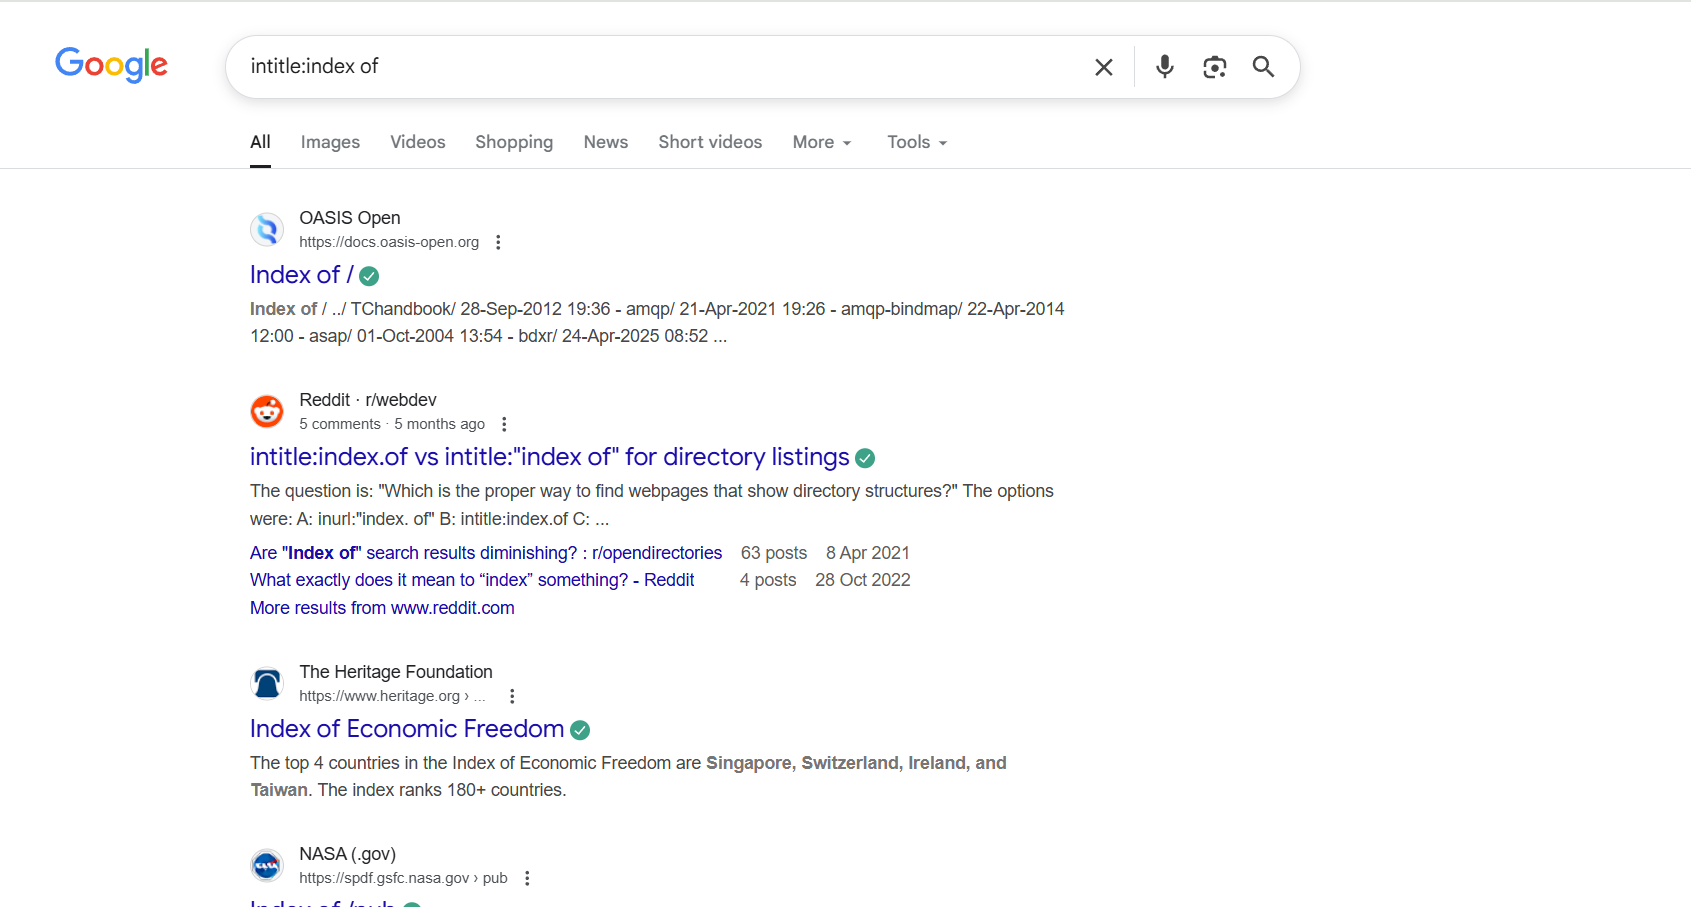 Google
intitle:index of
All Images Videos Shopping News Short videos More Tools
OASIS Open
https://docs.oasis-open.org
Index of /
Index of / ../ TChandbook/ 28-Sep-2012 19:36 - amqp/ 21-Apr-2021 19:26 - amqp-bindmap/ 22-Apr-2014
12:00 - asap/ 01-Oct-2004 13:54 - bdxr/ 24-Apr-2025 08:52 ...
Reddit · r/webdev
5 comments · 5 months ago
intitle:index.of vs intitle:"index of" for directory listings
The question is: "Which is the proper way to find webpages that show directory structures?" The options
were: A: inurl:"index. of" B: intitle:index.of C: ...
Are "Index of" search results diminishing? : r/opendirectories 63 posts 8 Apr 2021
What exactly does it mean to “index” something? - Reddit 4 posts 28 Oct 2022
More results from www.reddit.com
The Heritage Foundation
https://www.heritage.org › ...
Index of Economic Freedom
The top 4 countries in the Index of Economic Freedom are Singapore, Switzerland, Ireland, and
Taiwan. The index ranks 180+ countries.
NASA (.gov)
https://spdf.gsfc.nasa.gov › pub
Index of /pub